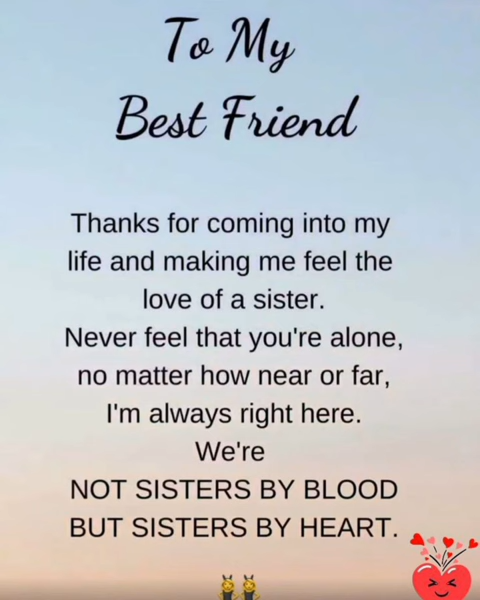 To My
Best Friend
Thanks for coming into my
life and making me feel the
love of a sister.
Never feel that you're alone,
no matter how near or far,
I'm always right here.
We're
NOT SISTERS BY BLOOD
BUT SISTERS BY HEART.